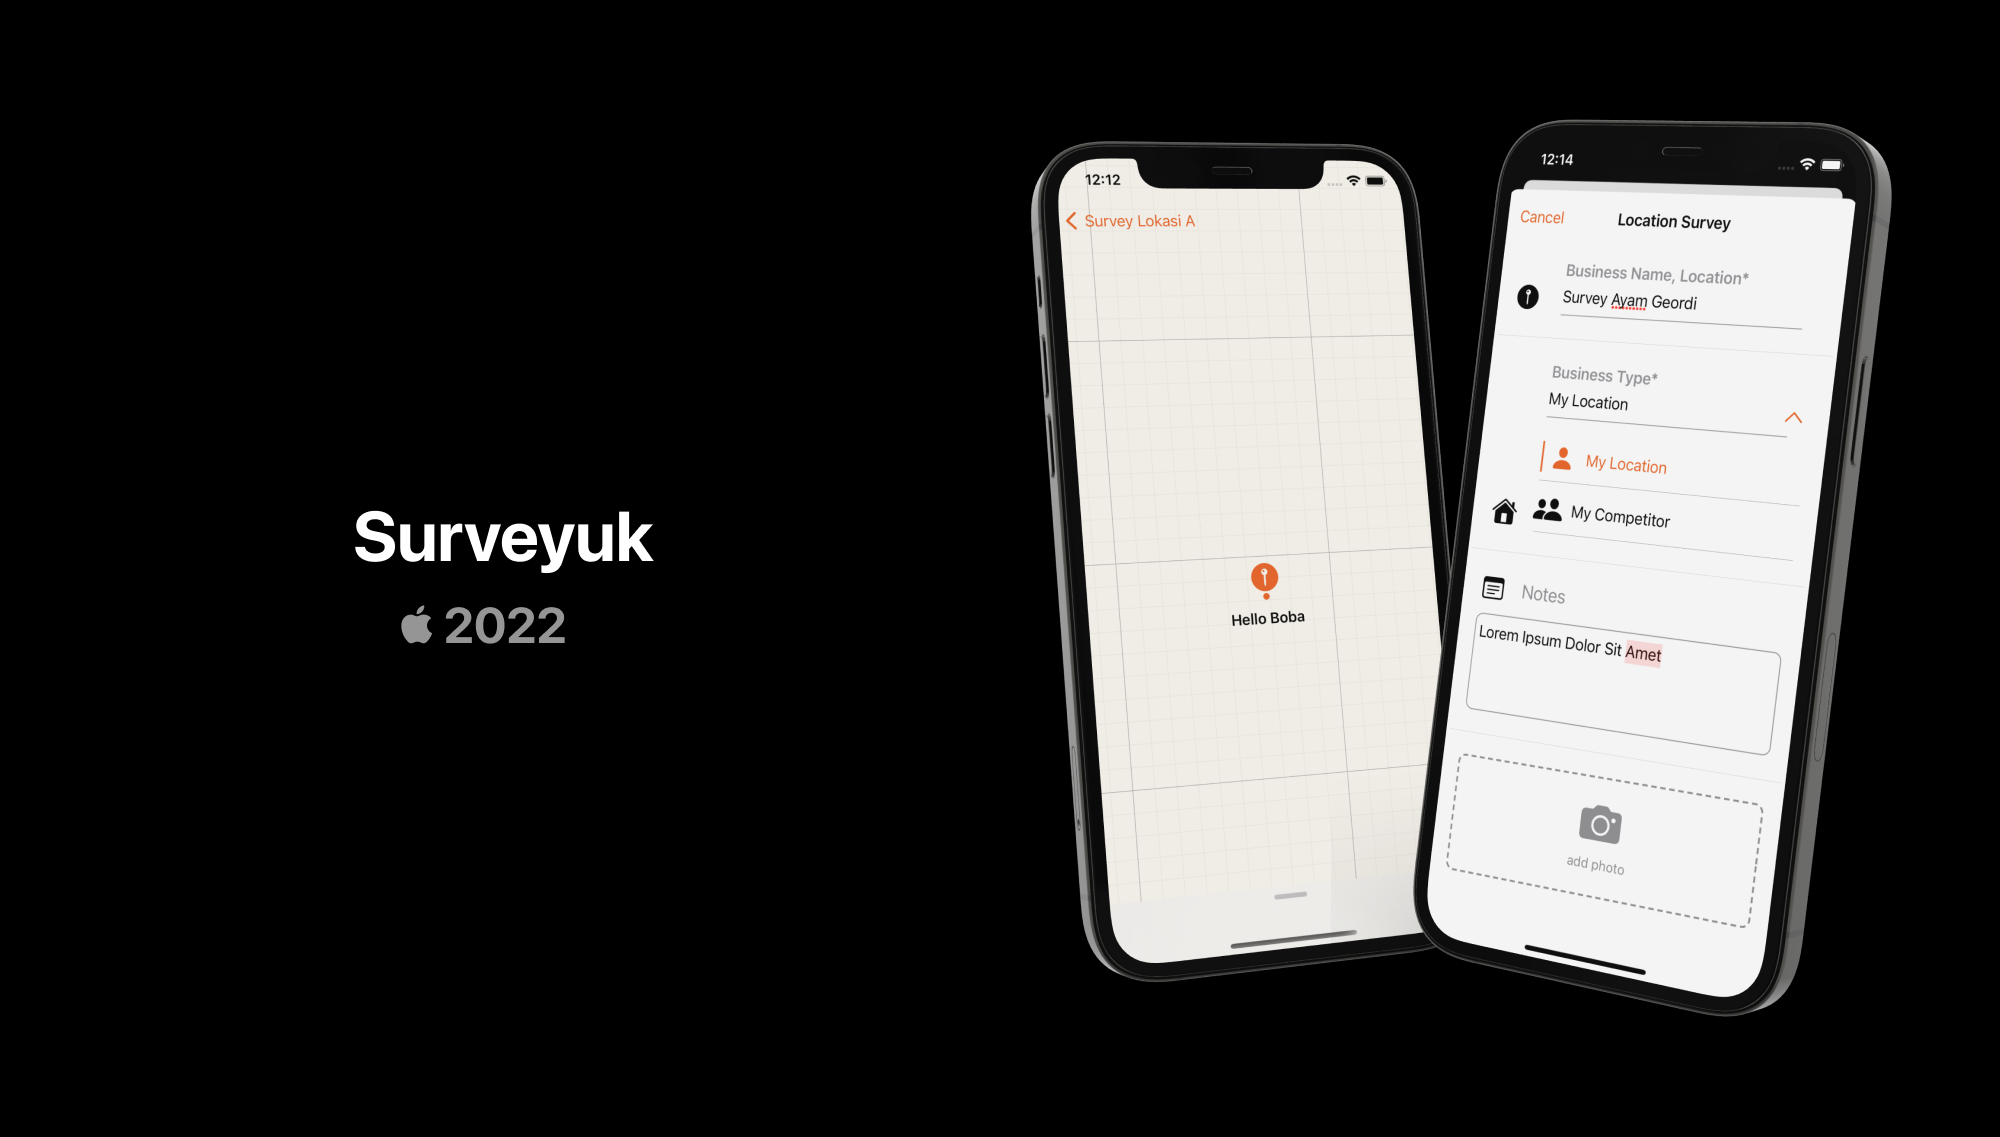 Surveyuk
2022
12:12
Survey Lokasi A
Hello Boba
12:14
Cancel
Location Survey
Business Name, Location*
Survey Ayam Geordi
Business Type*
My Location
My Location
My Competitor
Notes
Lorem Ipsum Dolor Sit Amet
add photo